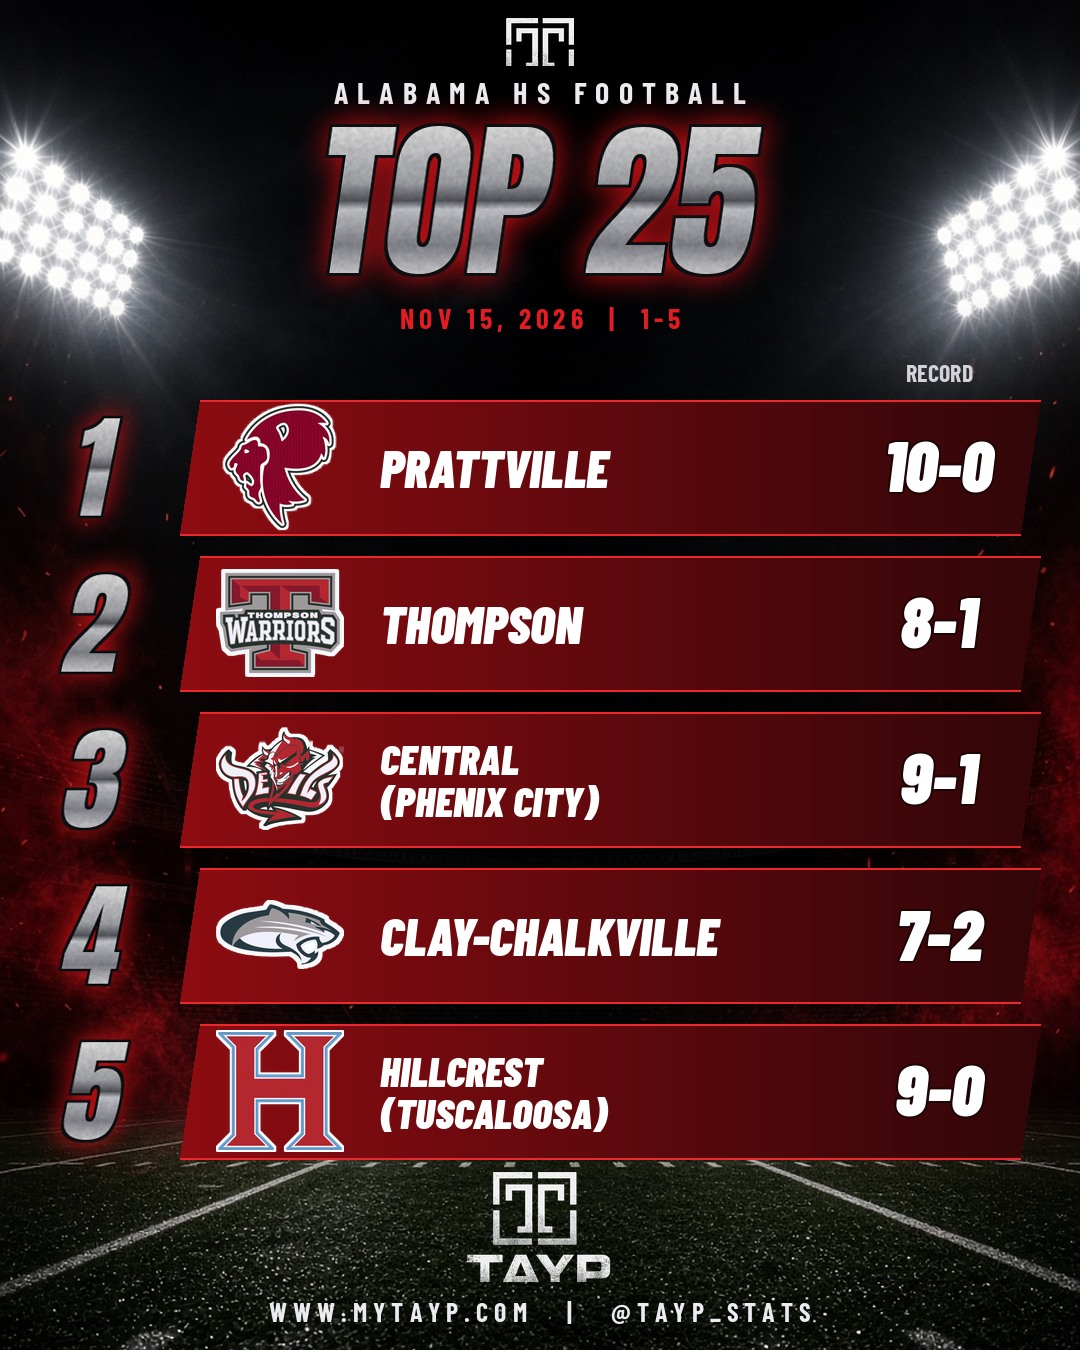 ALABAMA HS FOOTBALL
TOP 25
NOV 15, 2026 | 1-5
RECORD
1 PRATTVILLE 10-0
2 THOMPSON WARRIORS THOMPSON 8-1
3 DEVILS CENTRAL (PHENIX CITY) 9-1
4 CLAY-CHALKVILLE 7-2
5 H HILLCREST (TUSCALOOSA) 9-0
TAYP
WWW.MYTAYP.COM | @TAYP_STATS